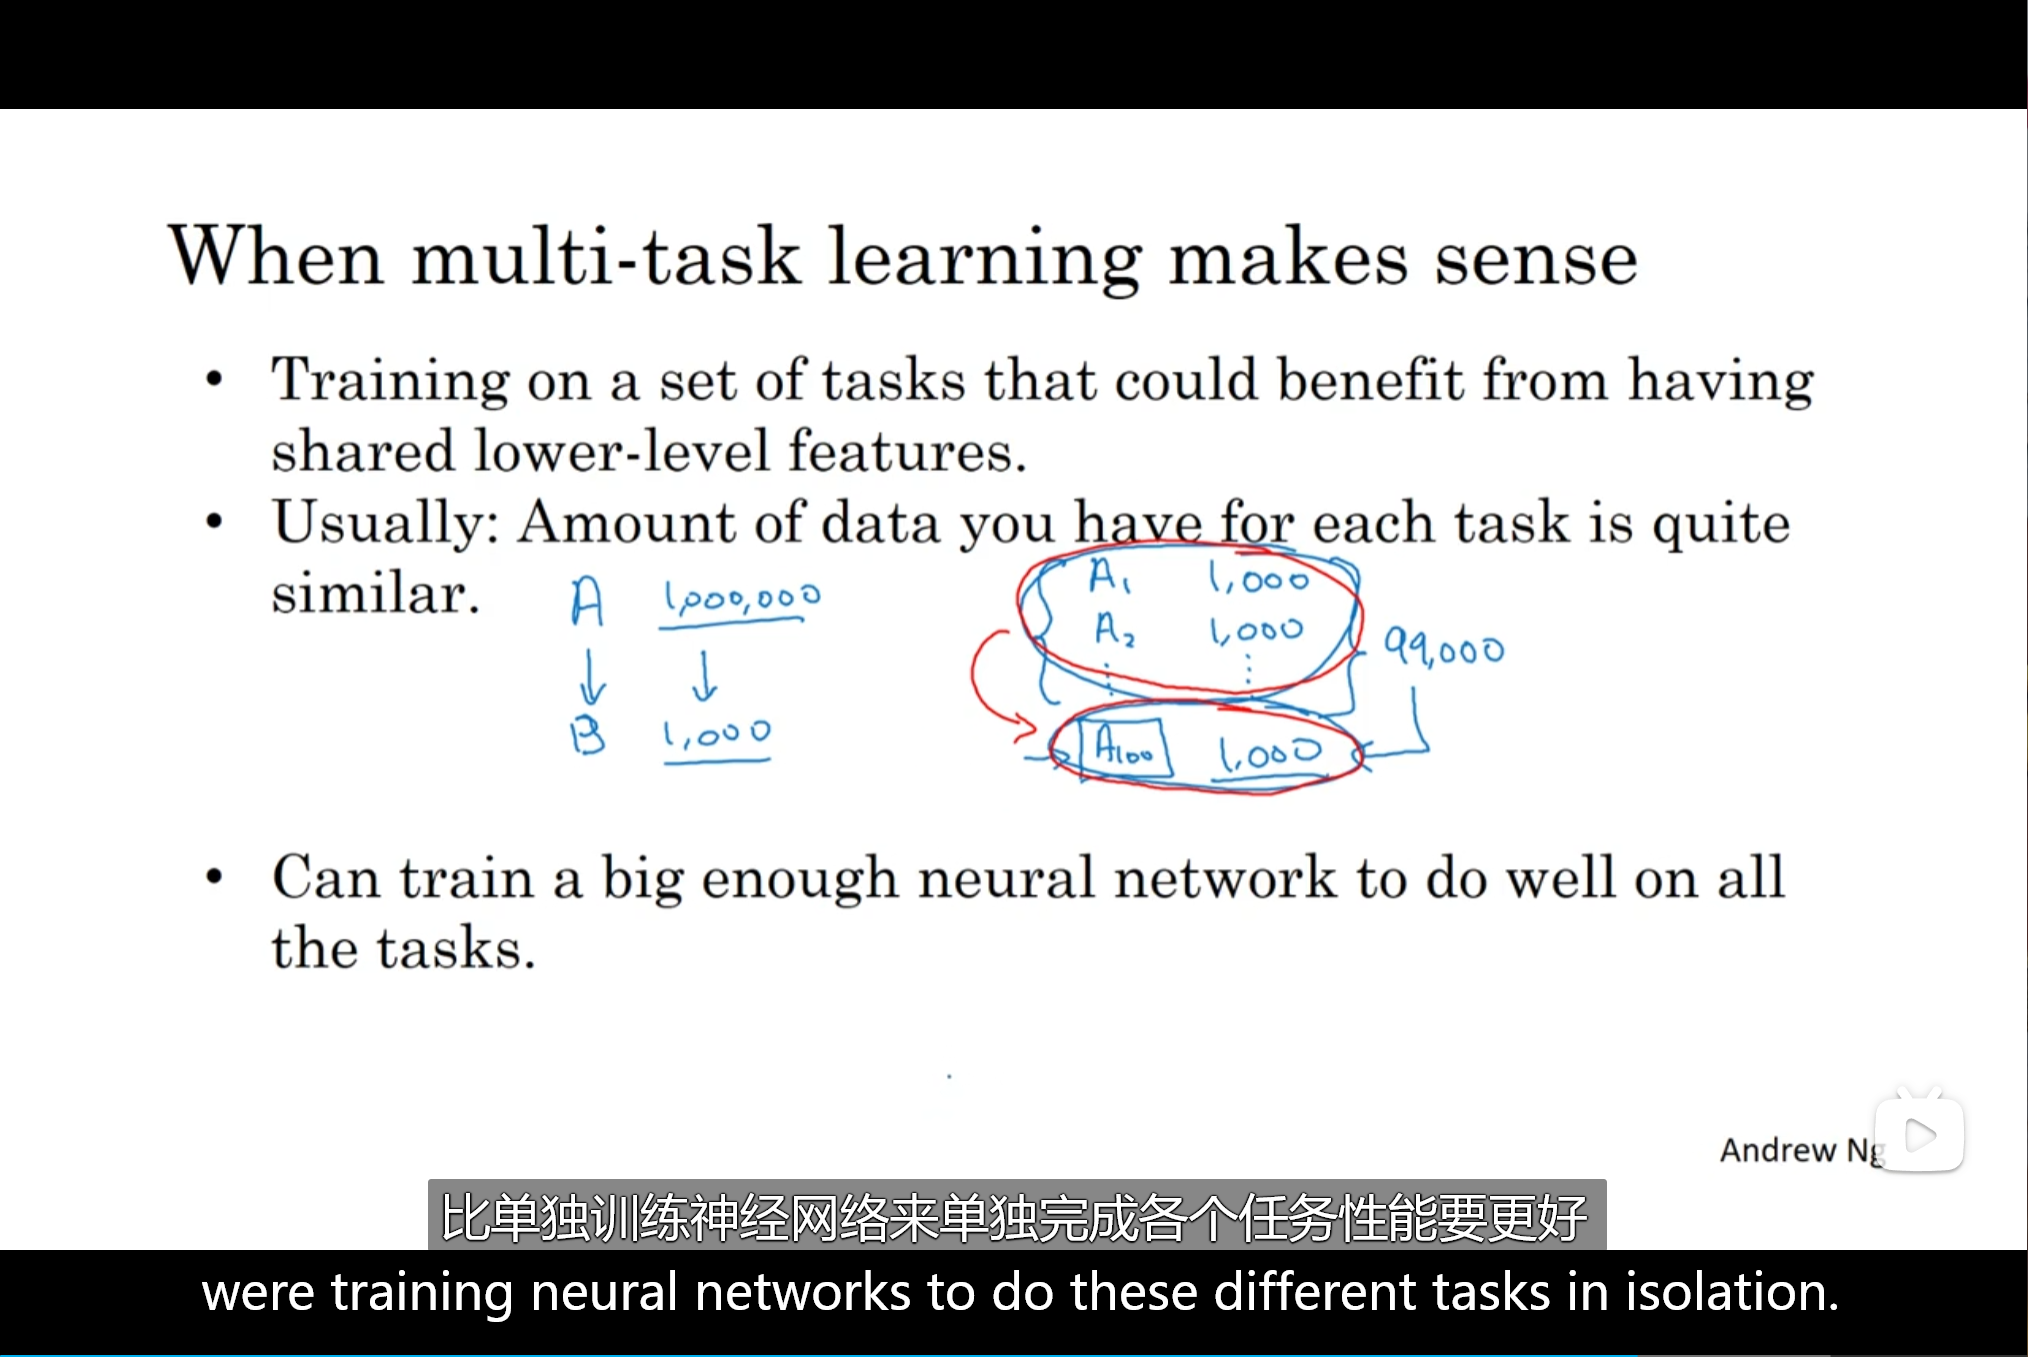 When multi-task learning makes sense
• Training on a set of tasks that could benefit from having
shared lower-level features.
• Usually: Amount of data you have for each task is quite
similar.
A 1,000,000
B 1,000
A₁ 1,000
A₂ 1,000
⋮ ⋮
99,000
A₁₀₀ 1,000
• Can train a big enough neural network to do well on all
the tasks.
Andrew Ng
比单独训练神经网络来单独完成各个任务性能要更好
were training neural networks to do these different tasks in isolation.